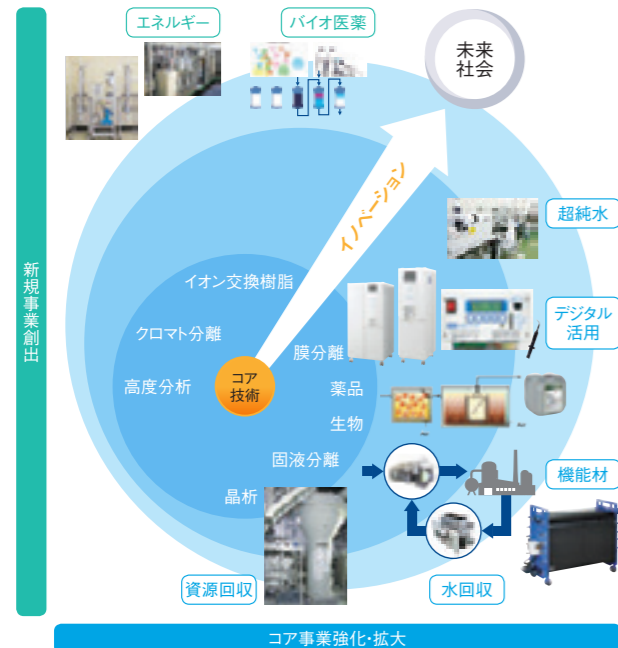 エネルギー
バイオ医薬
未来
社会
イノベーション
超純水
新規事業創出
イオン交換樹脂
デジタル
活用
クロマト分離
膜分離
コア
技術
高度分析
薬品
生物
固液分離
機能材
晶析
資源回収
水回収
コア事業強化・拡大